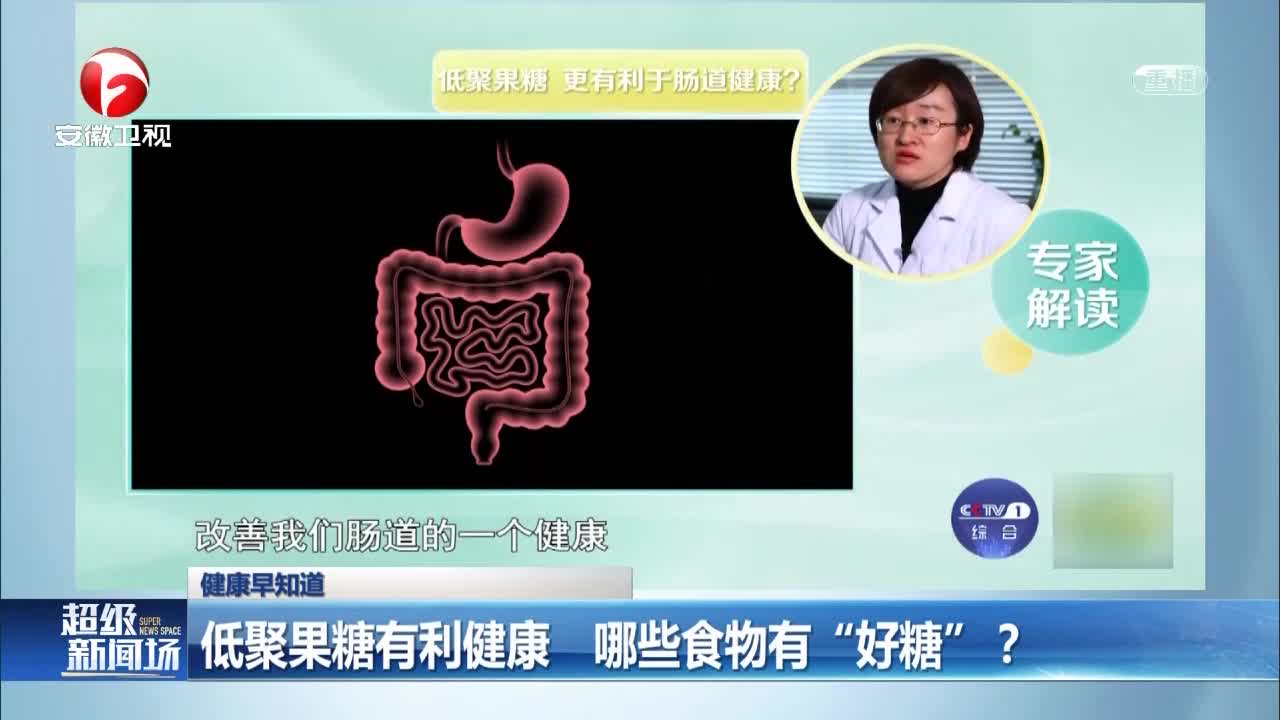 安徽卫视
低聚果糖 更有利于肠道健康？
重播
专家
解读
CCTV 1
综合
改善我们肠道的一个健康
健康早知道
超级
新闻场
SUPER
NEWS SPACE
低聚果糖有利健康 哪些食物有“好糖”？